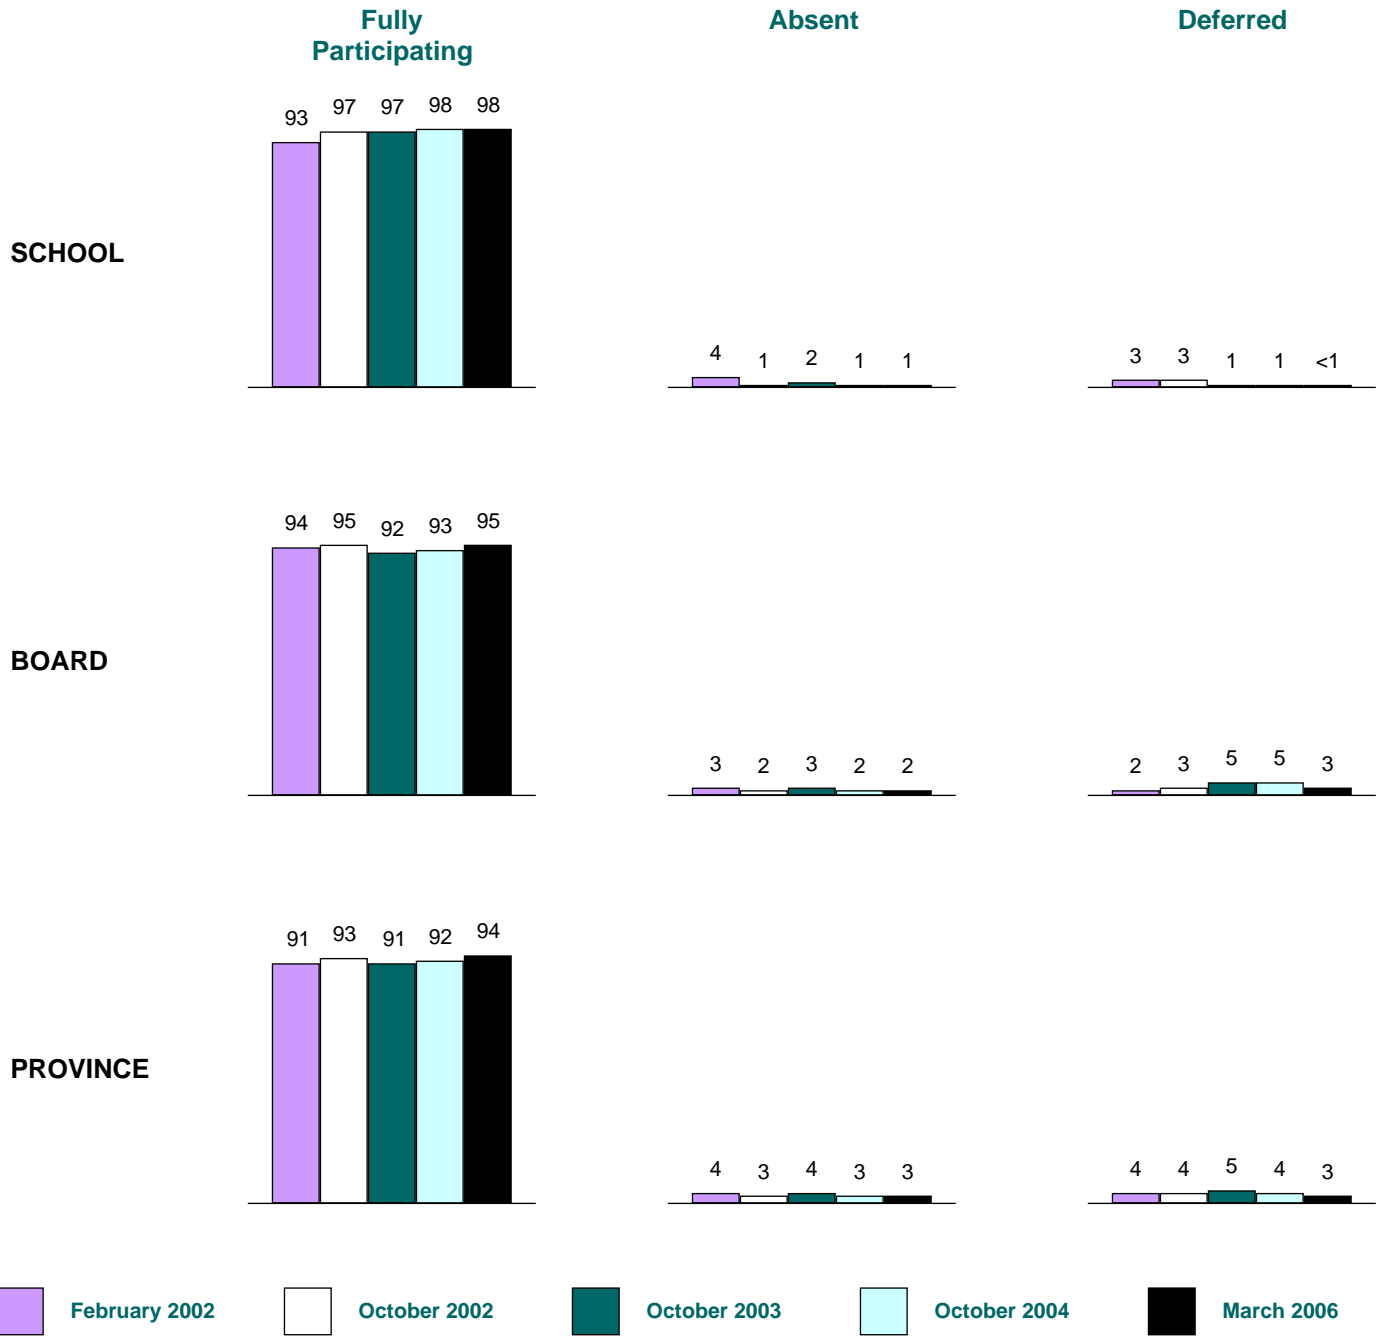 Fully
Participating
Absent
Deferred
SCHOOL
93 97 97 98 98
4 1 2 1 1
3 3 1 1 <1
BOARD
94 95 92 93 95
3 2 3 2 2
2 3 5 5 3
PROVINCE
91 93 91 92 94
4 3 4 3 3
4 4 5 4 3
February 2002
October 2002
October 2003
October 2004
March 2006